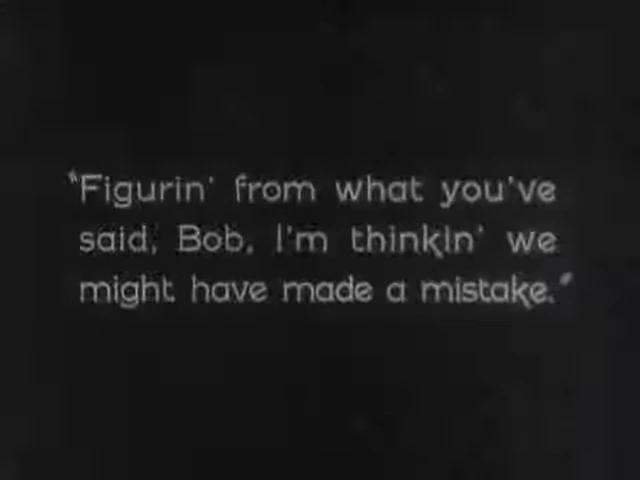 "Figurin' from what you've
said, Bob, I'm thinkin' we
might have made a mistake."